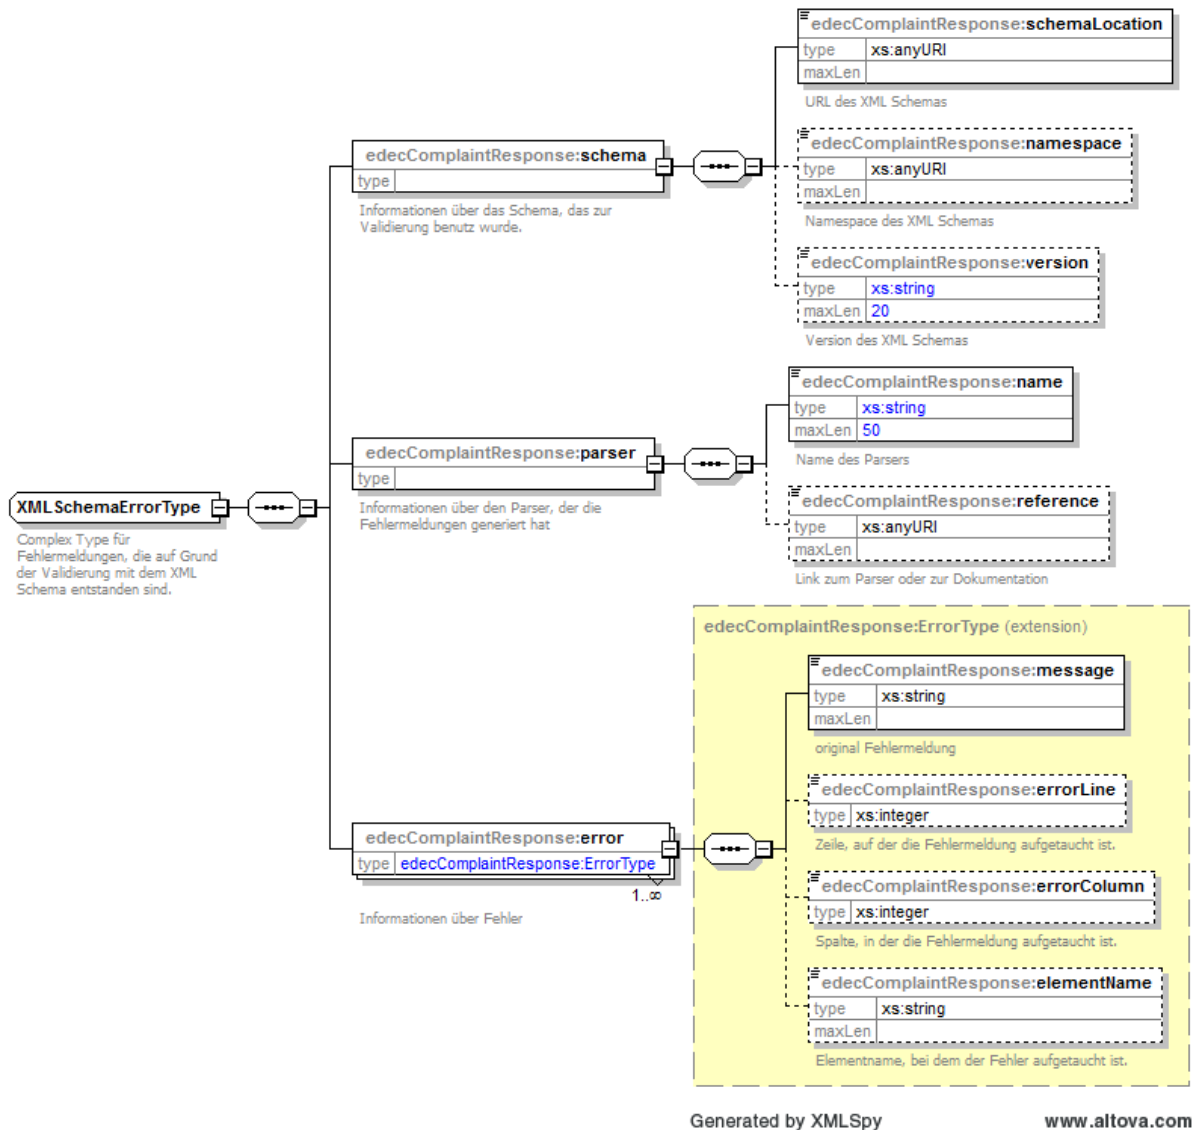 edecComplaintResponse:schemaLocation
type xs:anyURI
maxLen
URL des XML Schemas
edecComplaintResponse:schema
type
Informationen über das Schema, das zur
Validierung benutz wurde.
edecComplaintResponse:namespace
type xs:anyURI
maxLen
Namespace des XML Schemas
edecComplaintResponse:version
type xs:string
maxLen 20
Version des XML Schemas
edecComplaintResponse:name
type xs:string
maxLen 50
Name des Parsers
edecComplaintResponse:parser
type
Informationen über den Parser, der die
Fehlermeldungen generiert hat
edecComplaintResponse:reference
type xs:anyURI
maxLen
Link zum Parser oder zur Dokumentation
XMLSchemaErrorType
Complex Type für
Fehlermeldungen, die auf Grund
der Validierung mit dem XML
Schema entstanden sind.
edecComplaintResponse:ErrorType (extension)
edecComplaintResponse:message
type xs:string
maxLen
original Fehlermeldung
edecComplaintResponse:errorLine
type xs:integer
Zeile, auf der die Fehlermeldung aufgetaucht ist.
edecComplaintResponse:error
type edecComplaintResponse:ErrorType
1..∞
Informationen über Fehler
edecComplaintResponse:errorColumn
type xs:integer
Spalte, in der die Fehlermeldung aufgetaucht ist.
edecComplaintResponse:elementName
type xs:string
maxLen
Elementname, bei dem der Fehler aufgetaucht ist.
Generated by XMLSpy www.altova.com